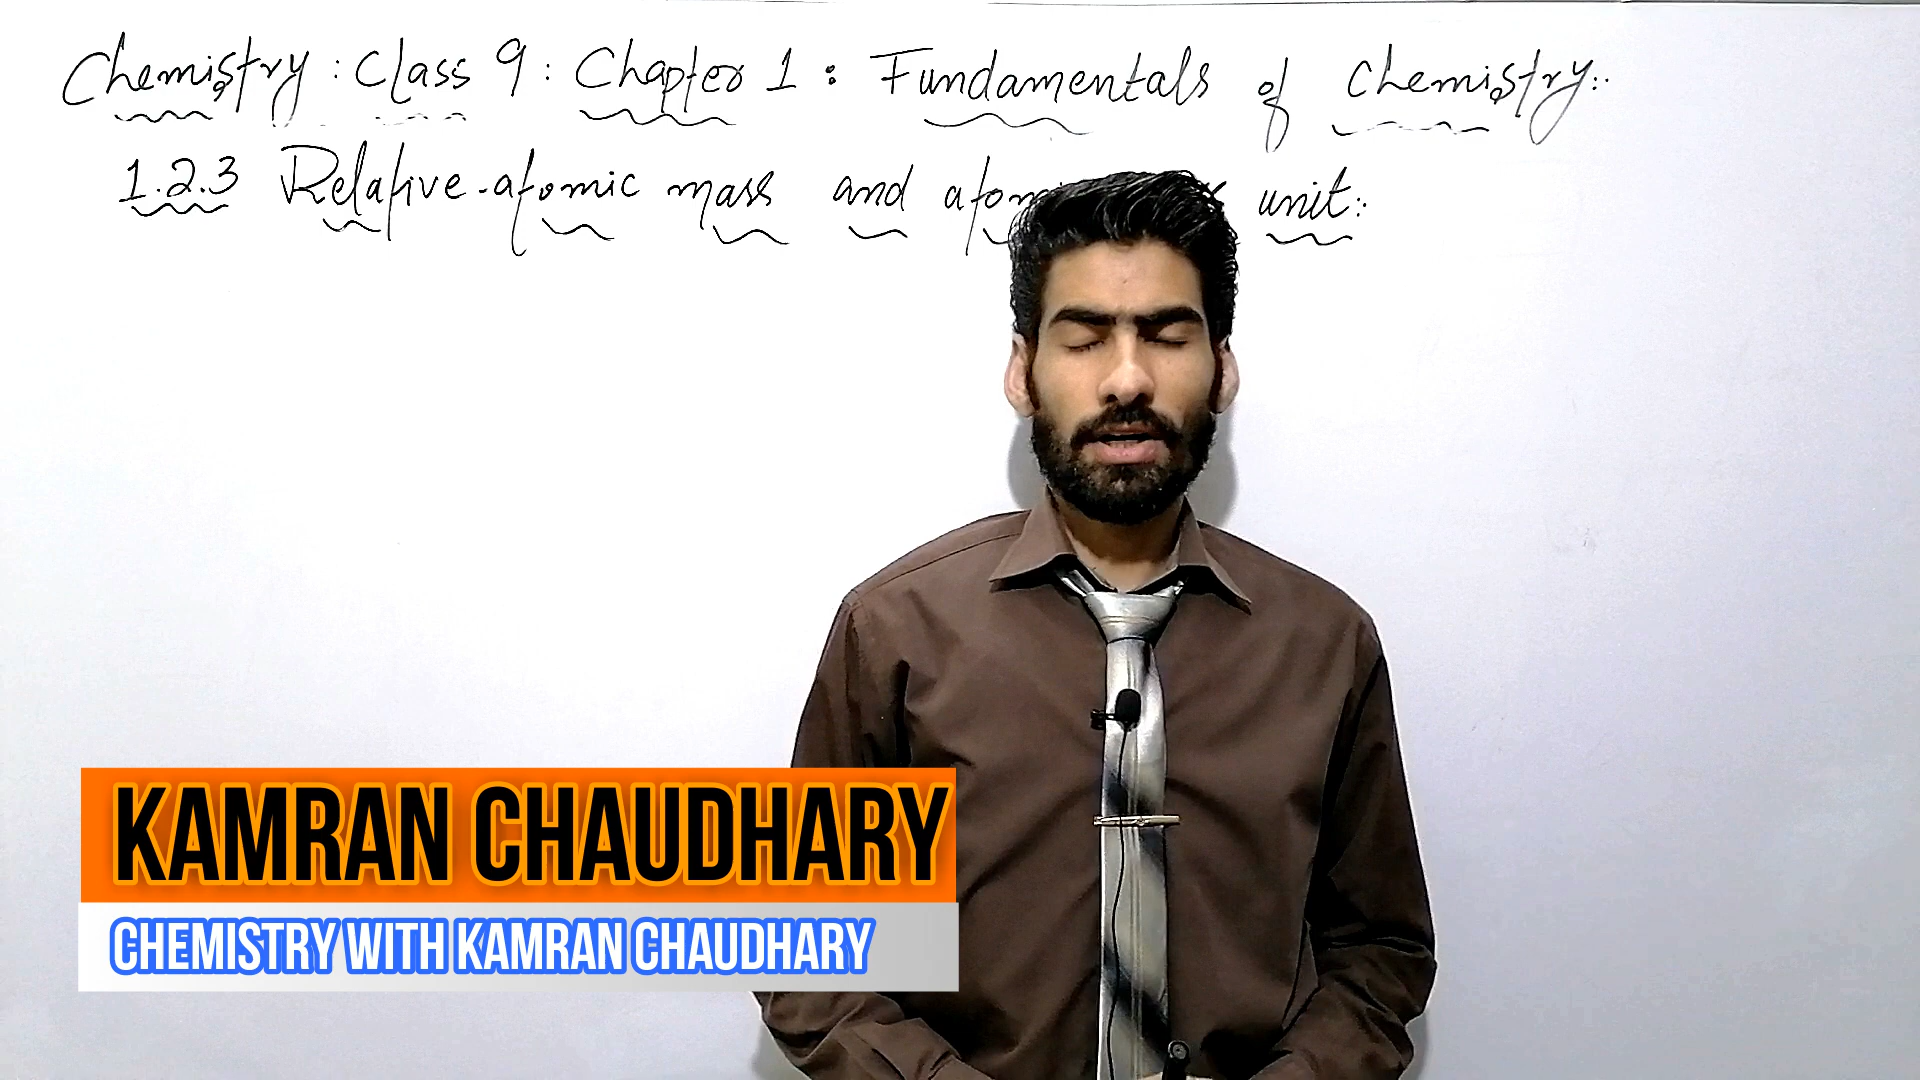 Chemistry : Class 9 : Chapter 1 : Fundamentals of Chemistry:
1.2.3 Relative atomic mass and atomi unit:
KAMRAN CHAUDHARY
CHEMISTRY WITH KAMRAN CHAUDHARY